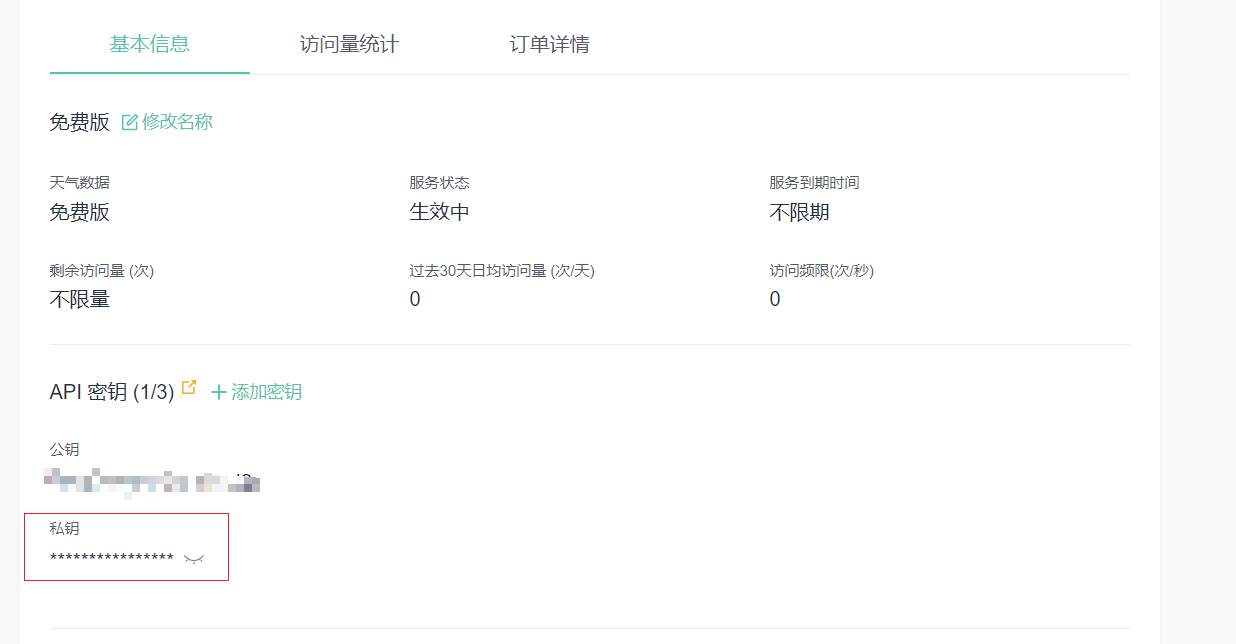 基本信息 访问量统计 订单详情
免费版 修改名称
天气数据 服务状态 服务到期时间
免费版 生效中 不限期
剩余访问量 (次) 过去30天日均访问量 (次/天) 访问频限(次/秒)
不限量 0 0
API 密钥 (1/3) 添加密钥
公钥
私钥
****************